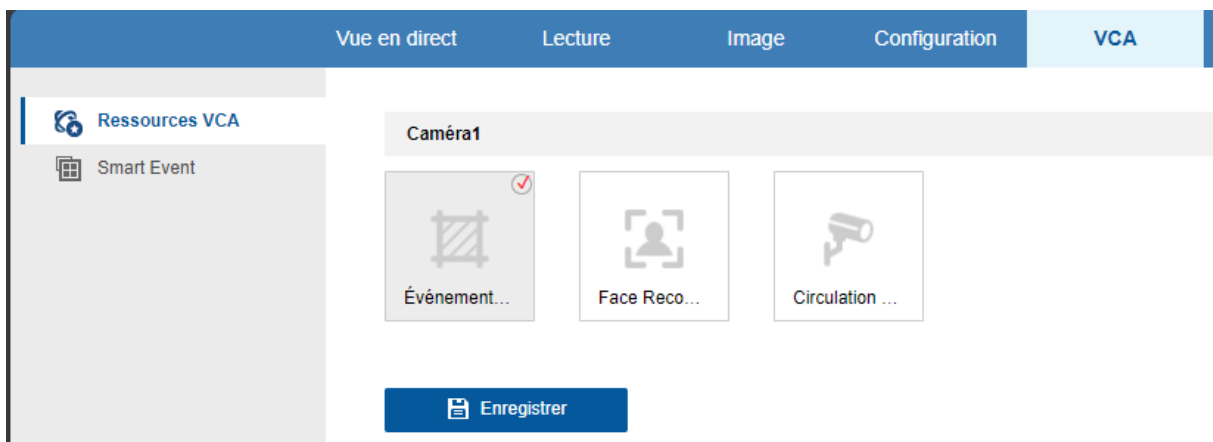 Vue en direct Lecture Image Configuration VCA
Ressources VCA
Smart Event
Caméra1
Événement... Face Reco... Circulation ...
Enregistrer